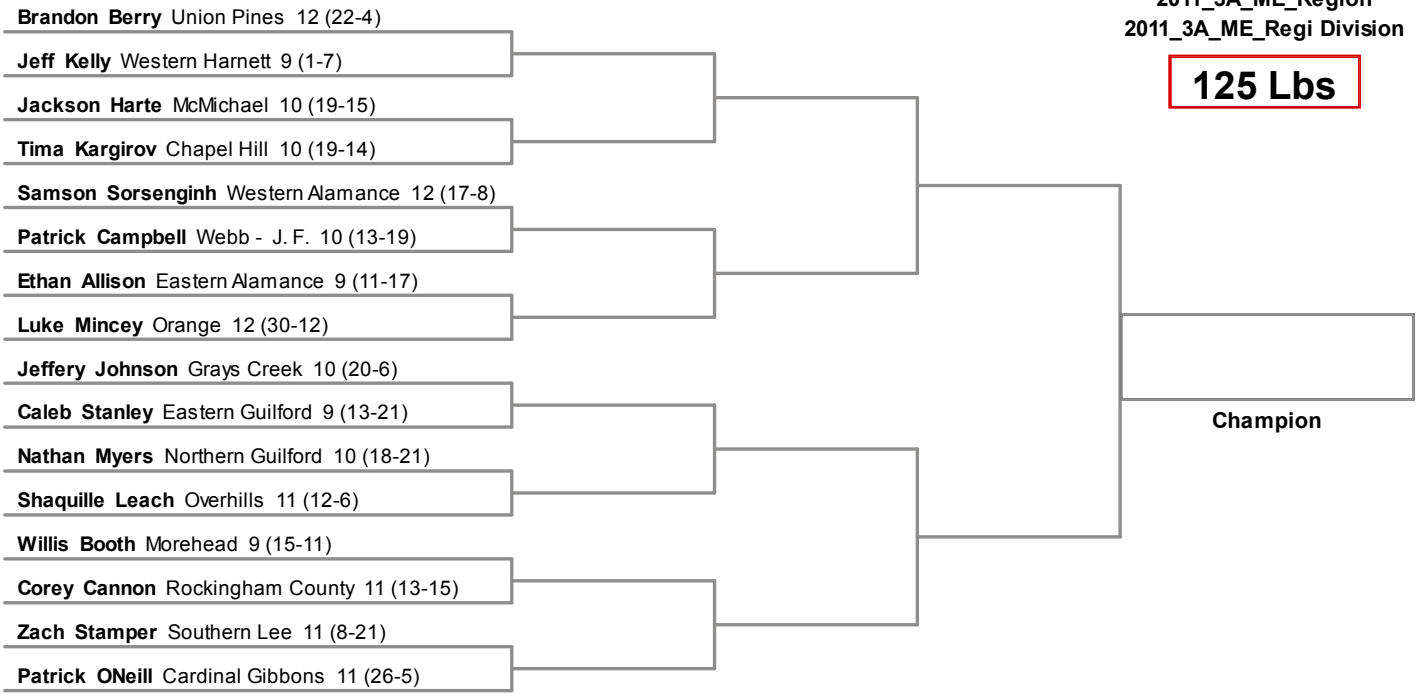 2011_3A_ME_Region
2011_3A_ME_Regi Division
125 Lbs
Brandon Berry Union Pines 12 (22-4)
Jeff Kelly Western Harnett 9 (1-7)
Jackson Harte McMichael 10 (19-15)
Tima Kargirov Chapel Hill 10 (19-14)
Samson Sorsenginh Western Alamance 12 (17-8)
Patrick Campbell Webb - J. F. 10 (13-19)
Ethan Allison Eastern Alamance 9 (11-17)
Luke Mincey Orange 12 (30-12)
Jeffery Johnson Grays Creek 10 (20-6)
Caleb Stanley Eastern Guilford 9 (13-21)
Nathan Myers Northern Guilford 10 (18-21)
Shaquille Leach Overhills 11 (12-6)
Willis Booth Morehead 9 (15-11)
Corey Cannon Rockingham County 11 (13-15)
Zach Stamper Southern Lee 11 (8-21)
Patrick ONeill Cardinal Gibbons 11 (26-5)
Champion